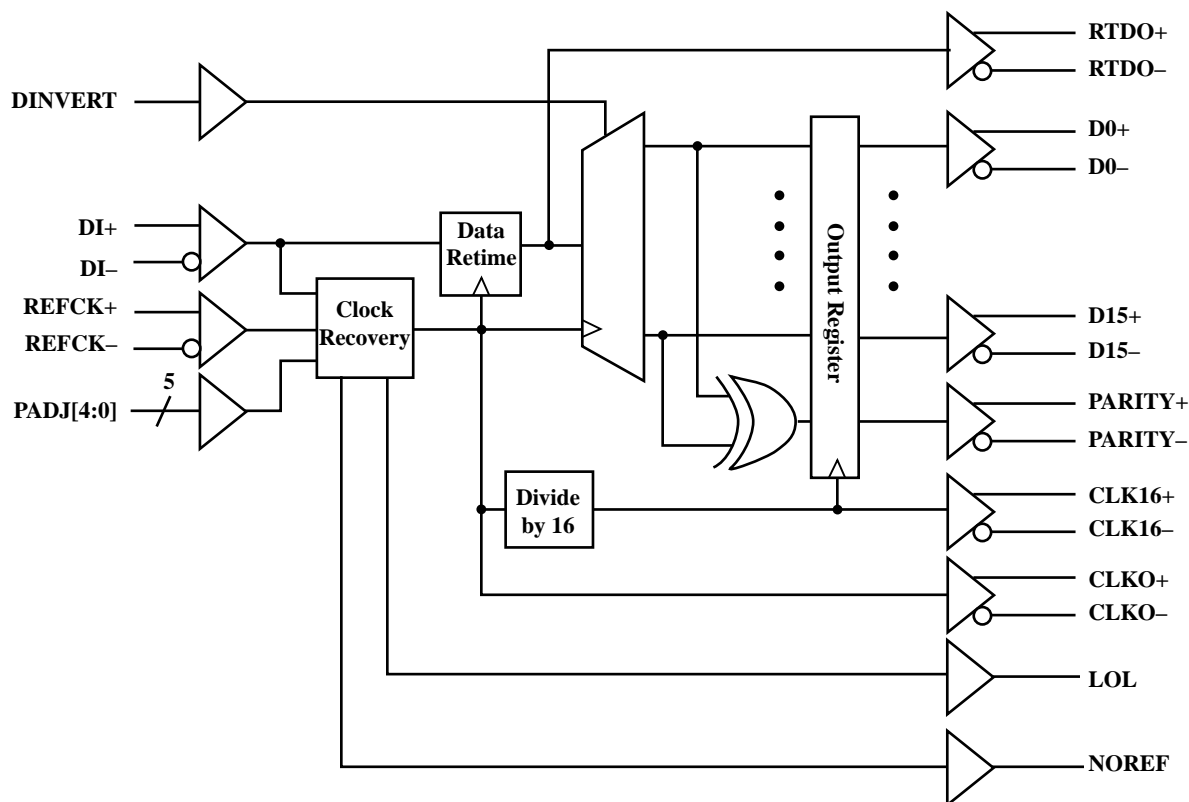 DINVERT
DI+
DI–
REFCK+
REFCK–
5
PADJ[4:0]
Clock
Recovery
Data
Retime
Divide
by 16
Output Register
RTDO+
RTDO–
D0+
D0–
D15+
D15–
PARITY+
PARITY–
CLK16+
CLK16–
CLKO+
CLKO–
LOL
NOREF